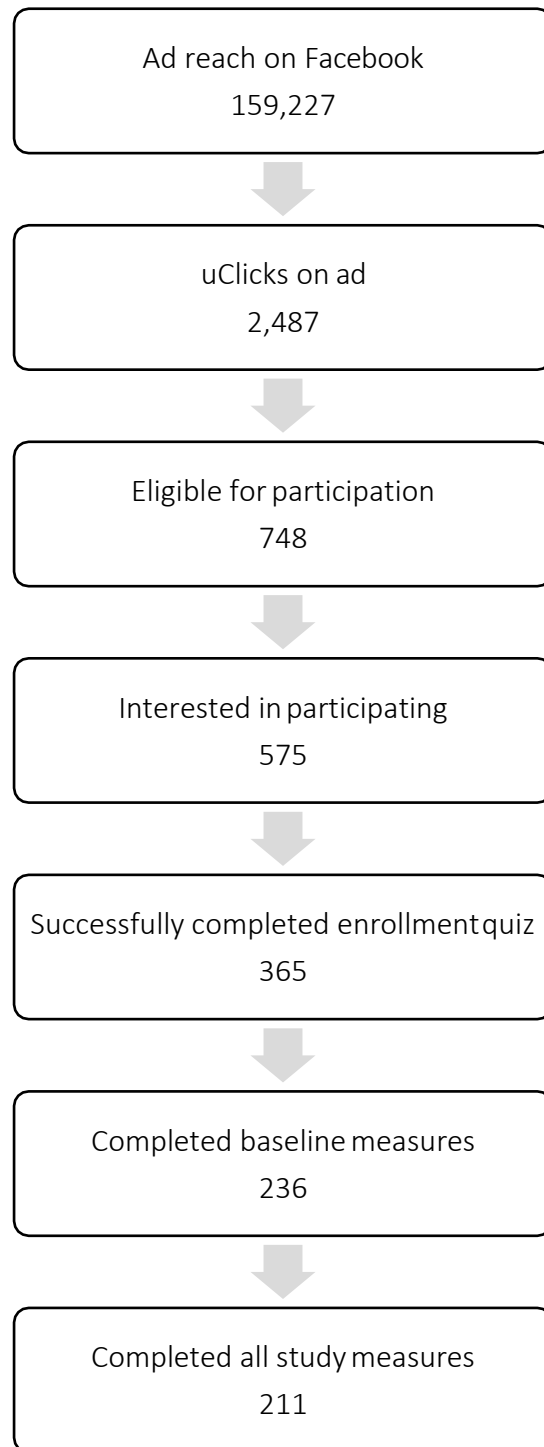 Ad reach on Facebook
159,227
uClicks on ad
2,487
Eligible for participation
748
Interested in participating
575
Successfully completed enrollment quiz
365
Completed baseline measures
236
Completed all study measures
211